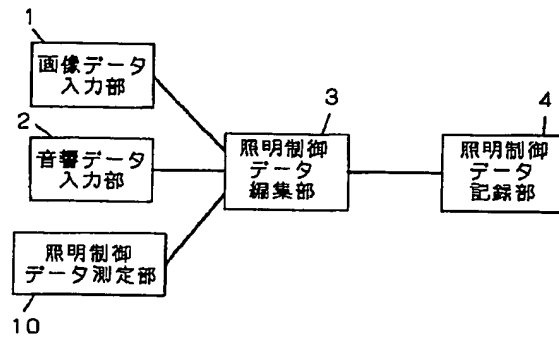 1
画像データ
入力部
2
音響データ
入力部
10
照明制御
データ測定部
3
照明制御
データ
編集部
4
照明制御
データ
記録部